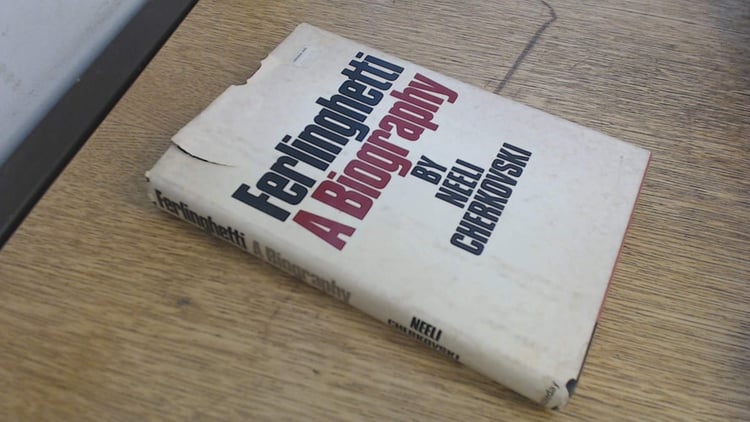 Ferlinghetti
A Biography
BY
NEELI
CHERKOVSKI
Ferlinghetti A Biography
NEELI
CHERKOVSKI